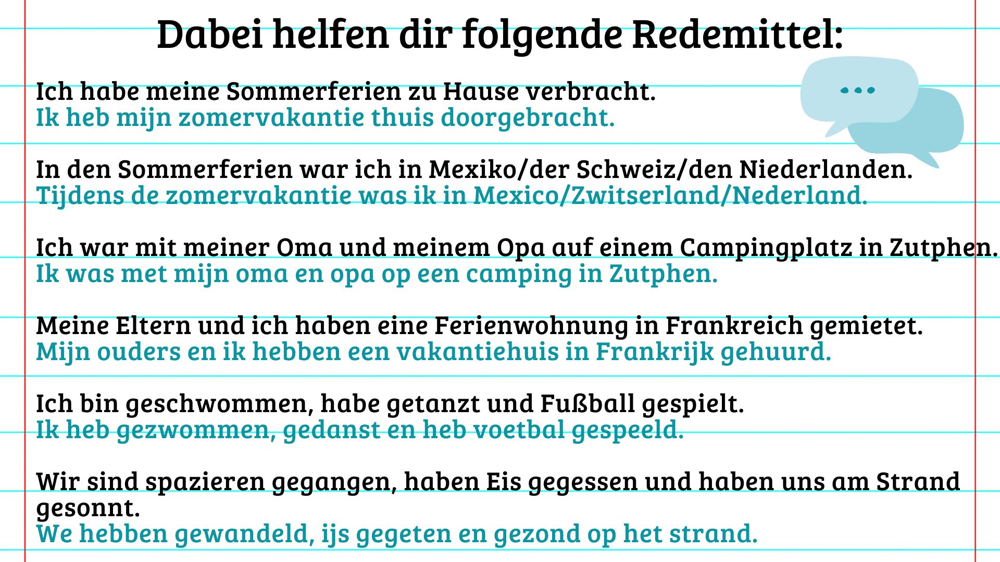 Dabei helfen dir folgende Redemittel:
Ich habe meine Sommerferien zu Hause verbracht.
Ik heb mijn zomervakantie thuis doorgebracht.
In den Sommerferien war ich in Mexiko/der Schweiz/den Niederlanden.
Tijdens de zomervakantie was ik in Mexico/Zwitserland/Nederland.
Ich war mit meiner Oma und meinem Opa auf einem Campingplatz in Zutphen.
Ik was met mijn oma en opa op een camping in Zutphen.
Meine Eltern und ich haben eine Ferienwohnung in Frankreich gemietet.
Mijn ouders en ik hebben een vakantiehuis in Frankrijk gehuurd.
Ich bin geschwommen, habe getanzt und Fußball gespielt.
Ik heb gezwommen, gedanst en heb voetbal gespeeld.
Wir sind spazieren gegangen, haben Eis gegessen und haben uns am Strand
gesonnt.
We hebben gewandeld, ijs gegeten en gezond op het strand.